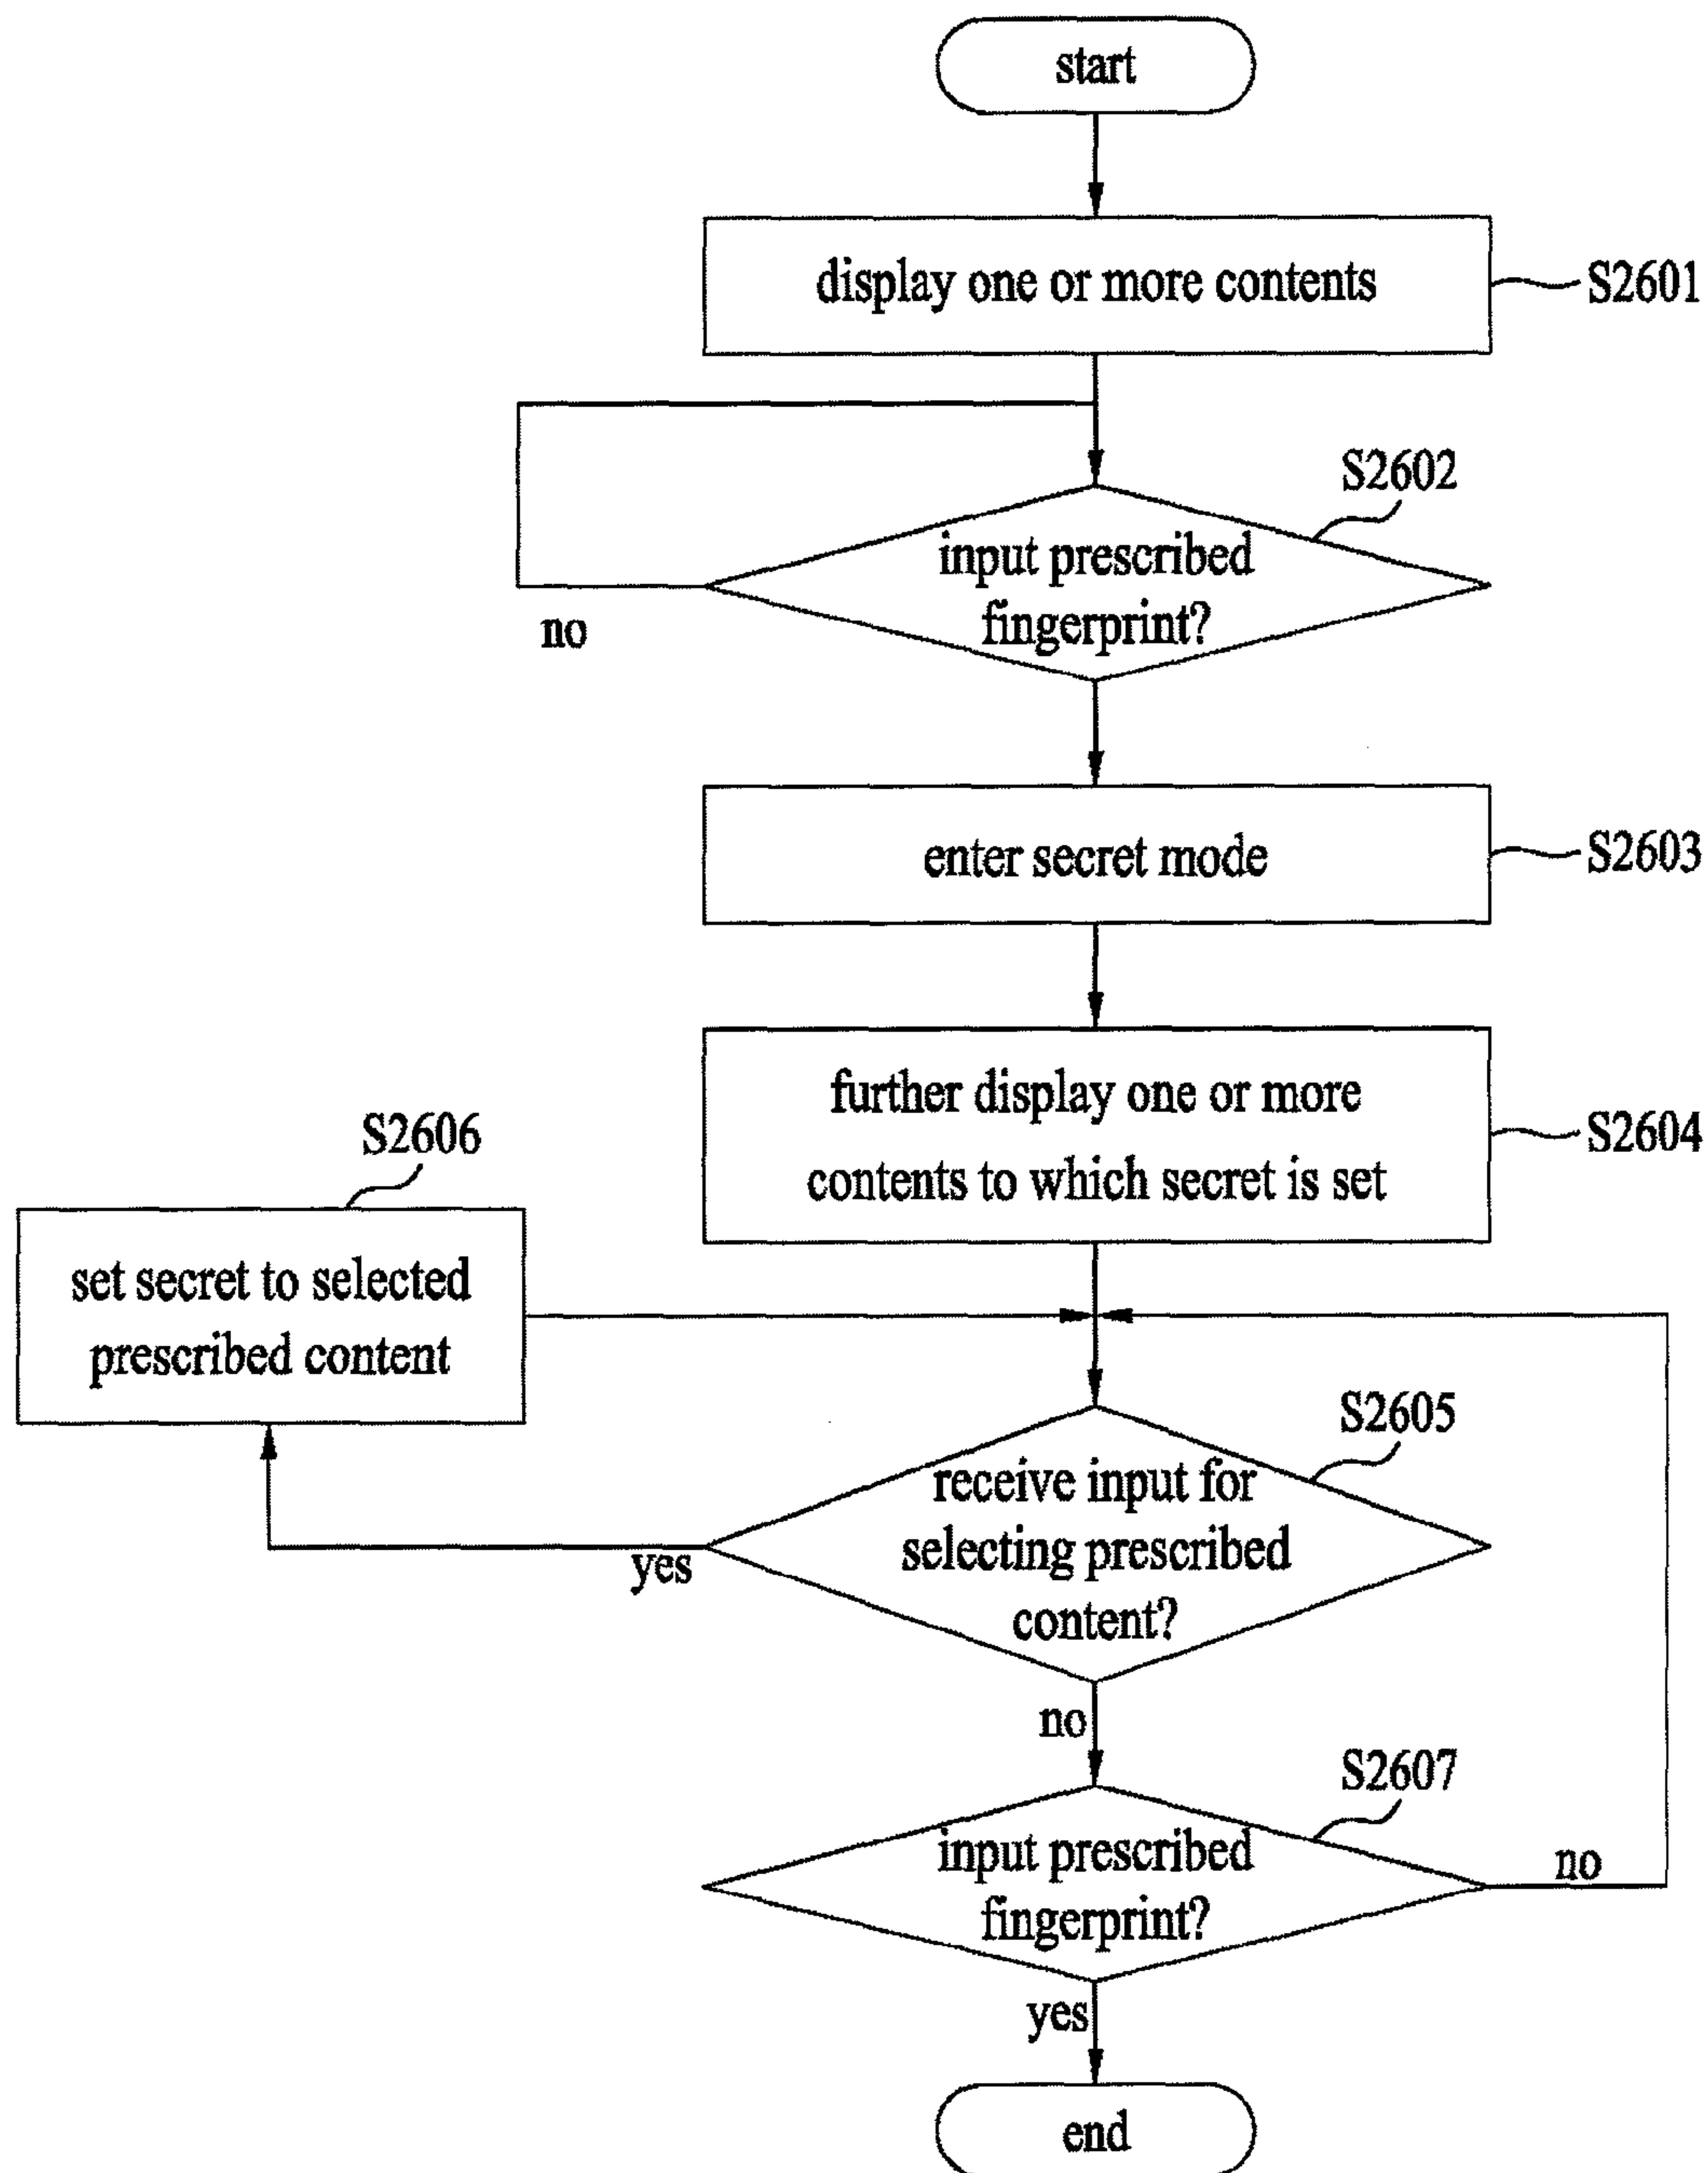 start
display one or more contents
S2601
S2602
input prescribed
fingerprint?
no
enter secret mode
S2603
further display one or more
contents to which secret is set
S2604
S2606
set secret to selected
prescribed content
S2605
receive input for
selecting prescribed
content?
yes
no
S2607
input prescribed
fingerprint?
no
yes
end